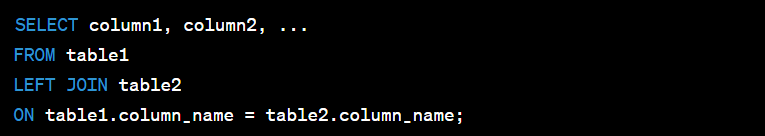 SELECT column1, column2, ...
FROM table1
LEFT JOIN table2
ON table1.column_name = table2.column_name;